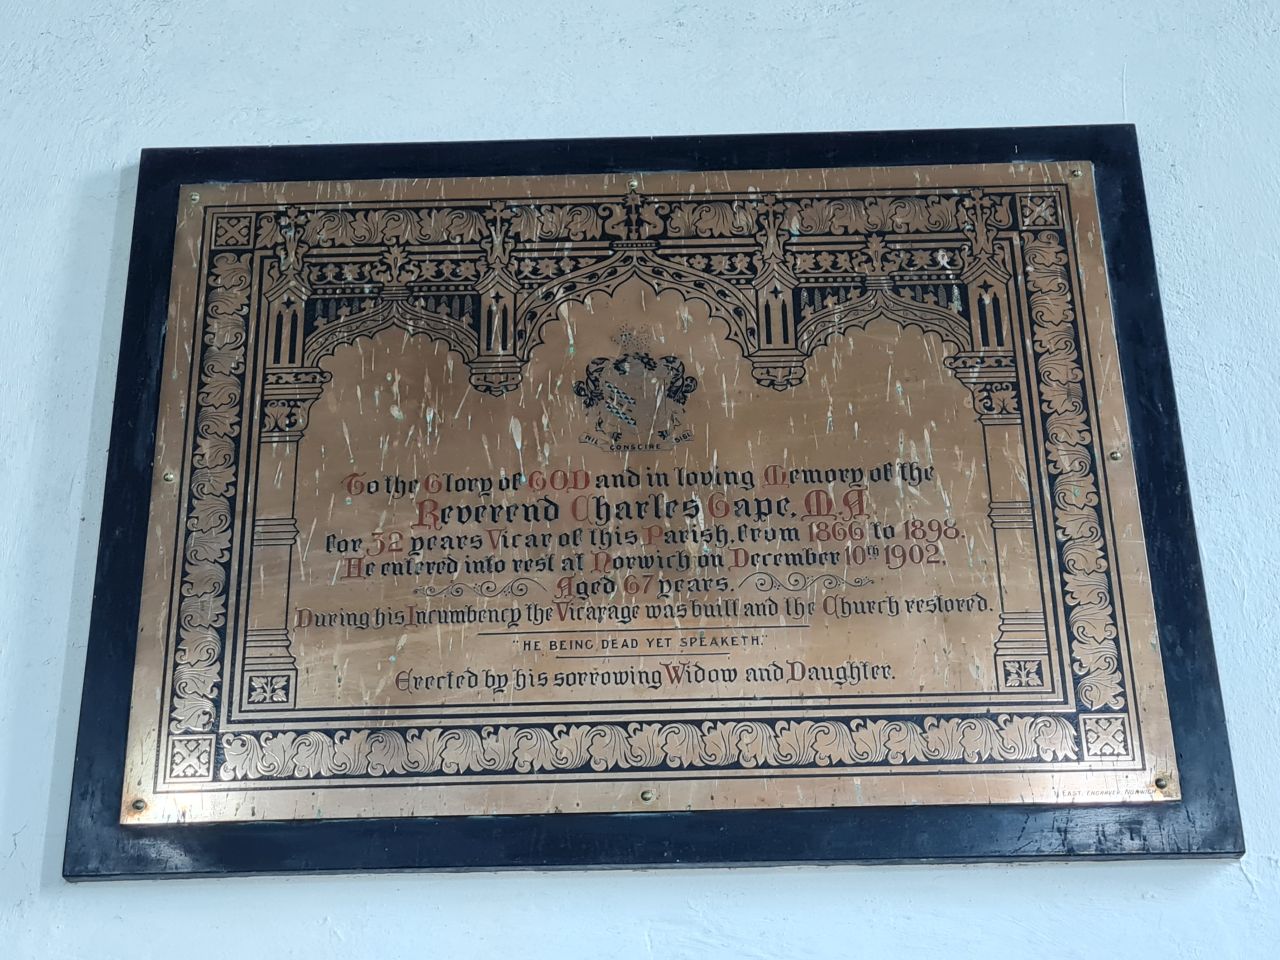 NIL CONSCIRE SIBI
To the Glory of GOD and in loving Memory of the
Reverend Charles Cape, M.A.
for 32 years Vicar of this Parish, from 1866 to 1898.
He entered into rest at Norwich on December 10th 1902.
Aged 67 years.
During his Incumbency the Vicarage was built and the Church restored.
"HE BEING DEAD YET SPEAKETH."
Erected by his sorrowing Widow and Daughter.
EAST. ENGRAVER. NORWICH